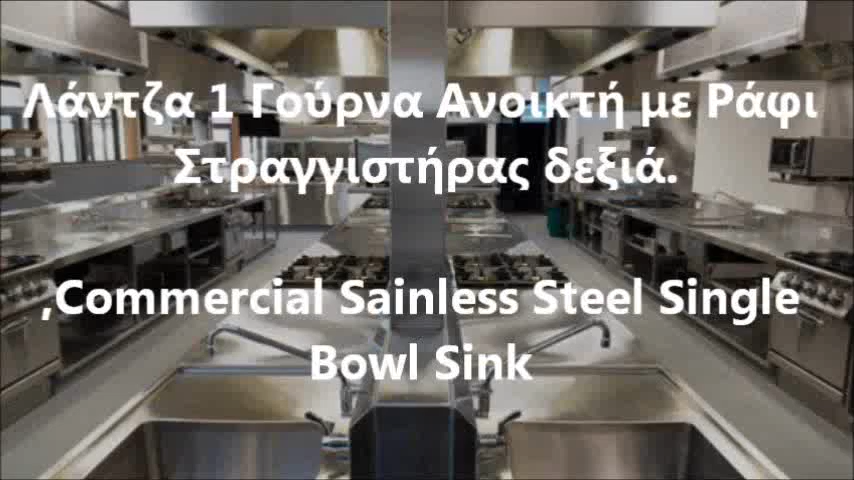 Λάντζα 1 Γούρνα Ανοικτή με Ράφι
Στραγγιστήρας δεξιά.
,Commercial Sainless Steel Single
Bowl Sink